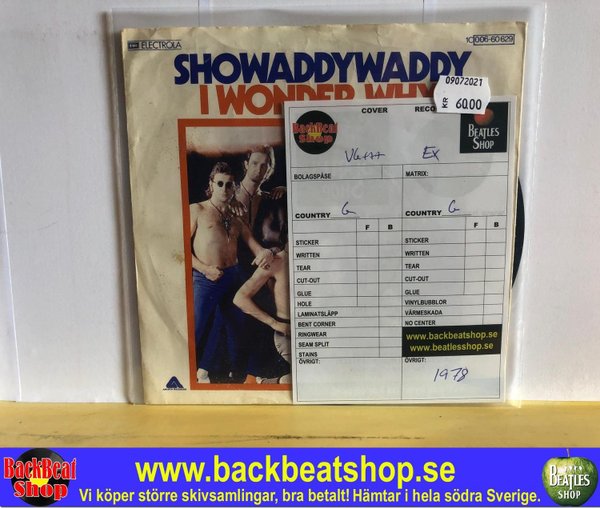 EMI ELECTROLA
1C 006-60 629
SHOWADDYWADDY
I WONDER WHY
09072021
KR 60.00
COVER RECO
BackBeat Shop
BEATLES SHOP
VG+++ EX
BOLAGSPÅSE MATRIX:
COUNTRY G COUNTRY G
F B F B
STICKER STICKER
WRITTEN WRITTEN
TEAR TEAR
CUT-OUT CUT-OUT
GLUE GLUE
HOLE VINYLBUBBLOR
LAMINATSLÄPP VÄRMESKADA
BENT CORNER NO CENTER
RINGWEAR www.backbeatshop.se
SEAM SPLIT www.beatlesshop.se
STAINS
ÖVRIGT: ÖVRIGT:
1978
BackBeat Shop
www.backbeatshop.se
Vi köper större skivsamlingar, bra betalt! Hämtar i hela södra Sverige.
BEATLES SHOP